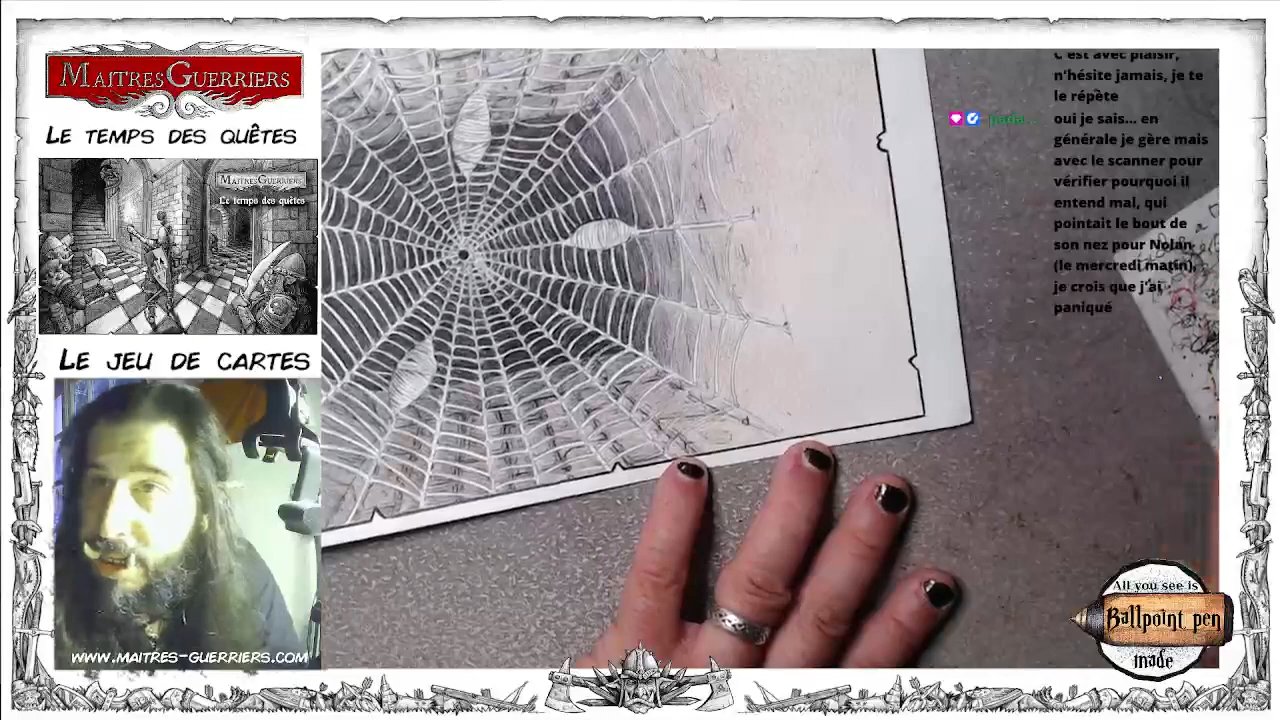 MAITRESGUERRIERS
LE TEMPS DES QUÊTES
MAITRESGUERRIERS
Le temps des quêtes
LE JEU DE CARTES
WWW.MAITRES-GUERRIERS.COM
C'est avec plaisir,
n'hésite jamais, je te
le répète
pada...
oui je sais... en
générale je gère mais
avec le scanner pour
vérifier pourquoi il
entend mal, qui
pointait le bout de
son nez pour Nolan
(le mercredi matin),
je crois que j'ai
paniqué
All you see is
Ballpoint pen
made